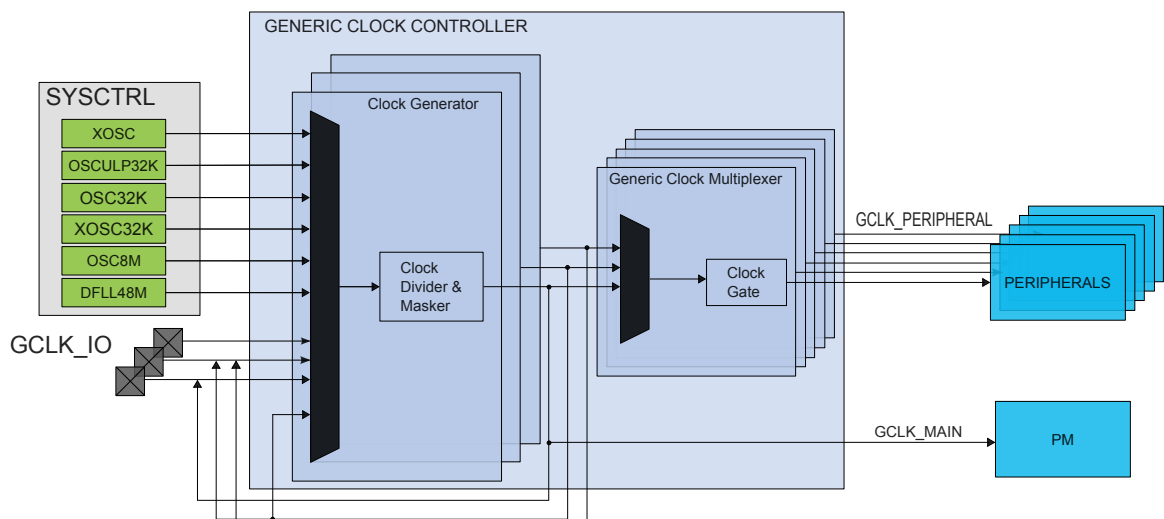 GENERIC CLOCK CONTROLLER
SYSCTRL
XOSC
OSCULP32K
OSC32K
XOSC32K
OSC8M
DFLL48M
GCLK_IO
Clock Generator
Clock
Divider &
Masker
Generic Clock Multiplexer
Clock
Gate
GCLK_PERIPHERAL
PERIPHERALS
GCLK_MAIN
PM